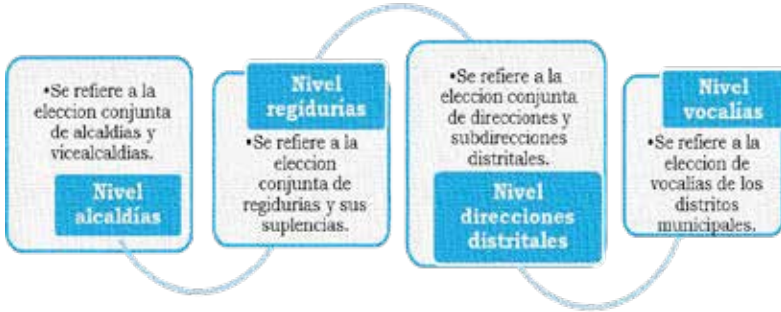 •Se refiere a la
eleccion conjunta
de alcaldías y
vicealcaldías.
Nivel
alcaldías
Nivel
regidurías
•Se refiere a la
eleccion
conjunta de
regidurias y sus
suplencias.
•Se refiere a la
eleccion conjunta
de direcciones y
subdirecciones
distritales.
Nivel
direcciones
distritales
Nivel
vocalías
•Se refiere a la
eleccion de
vocalías de los
distritos
municipales.